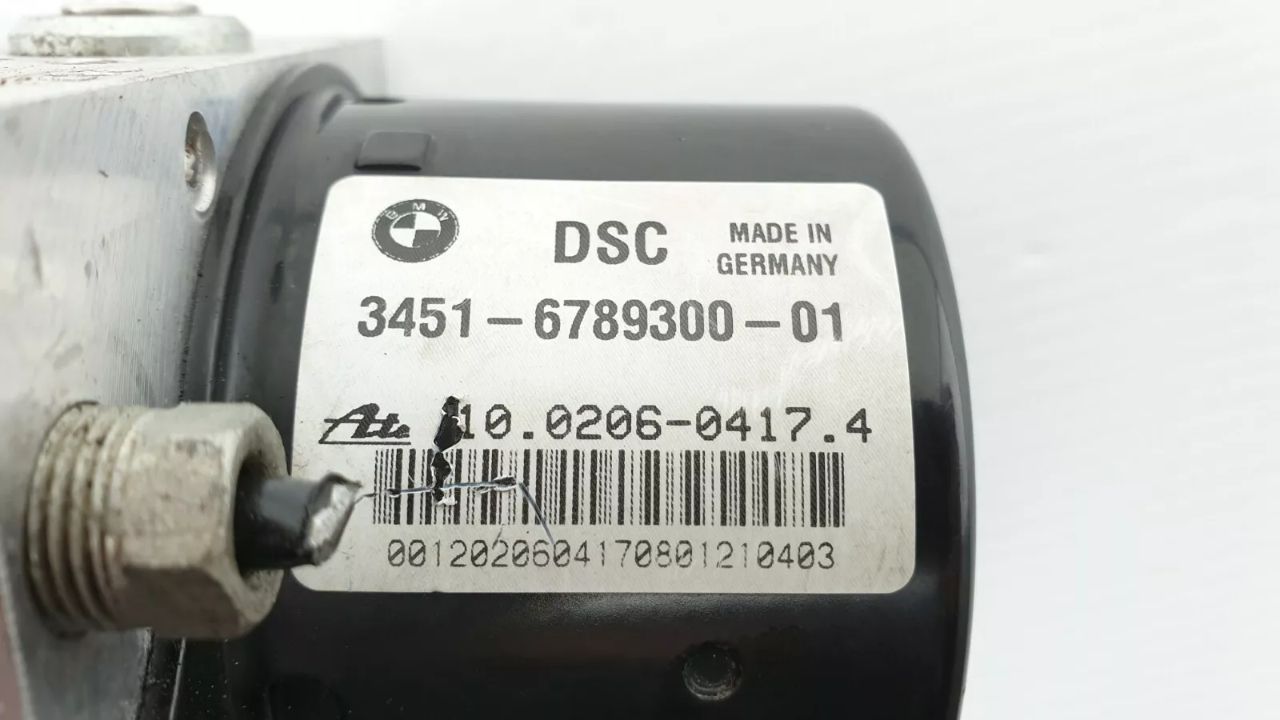 BMW
DSC
MADE IN
GERMANY
3451-6789300-01
Ate 10.0206-0417.4
0012020604170801210403